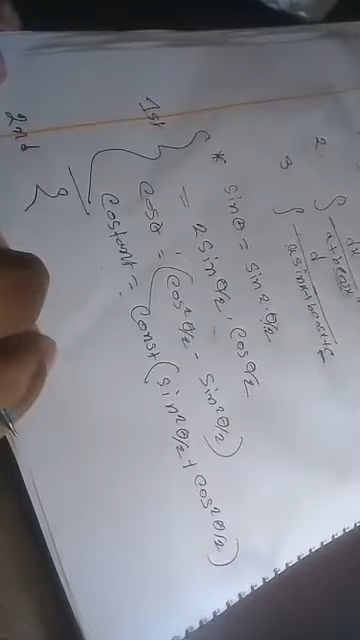 2. ∫ dx/a+bcosx
3 ∫ d/asinx+bcosx+c
1st { * sinθ = sin2·θ/2
= 2sinθ/2 · cosθ/2
cosθ = (cos²θ/2 - sin²θ/2)
Costant = Const(sin²θ/2 + cos²θ/2)
2nd {